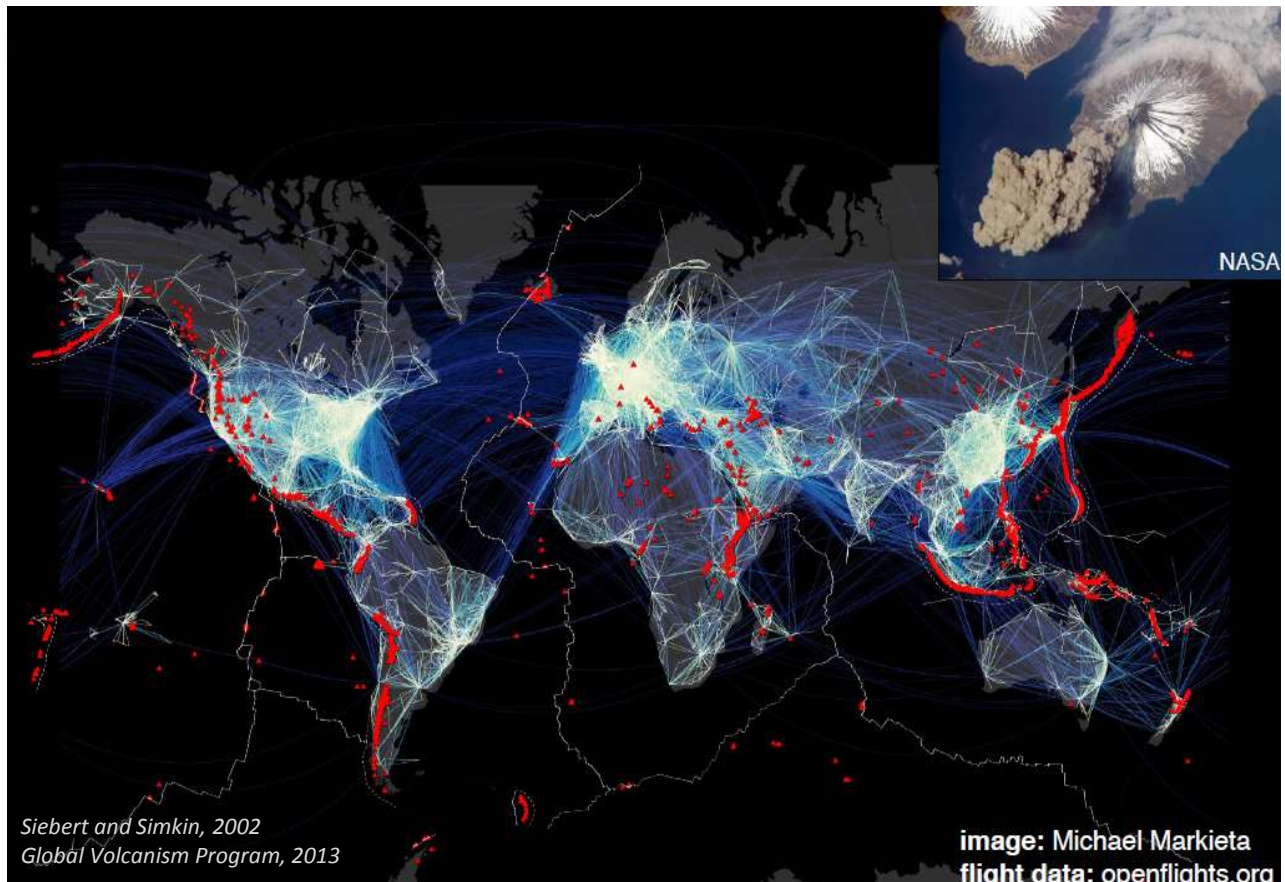 NASA
Siebert and Simkin, 2002
Global Volcanism Program, 2013
image: Michael Markieta
flight data: openflights.org